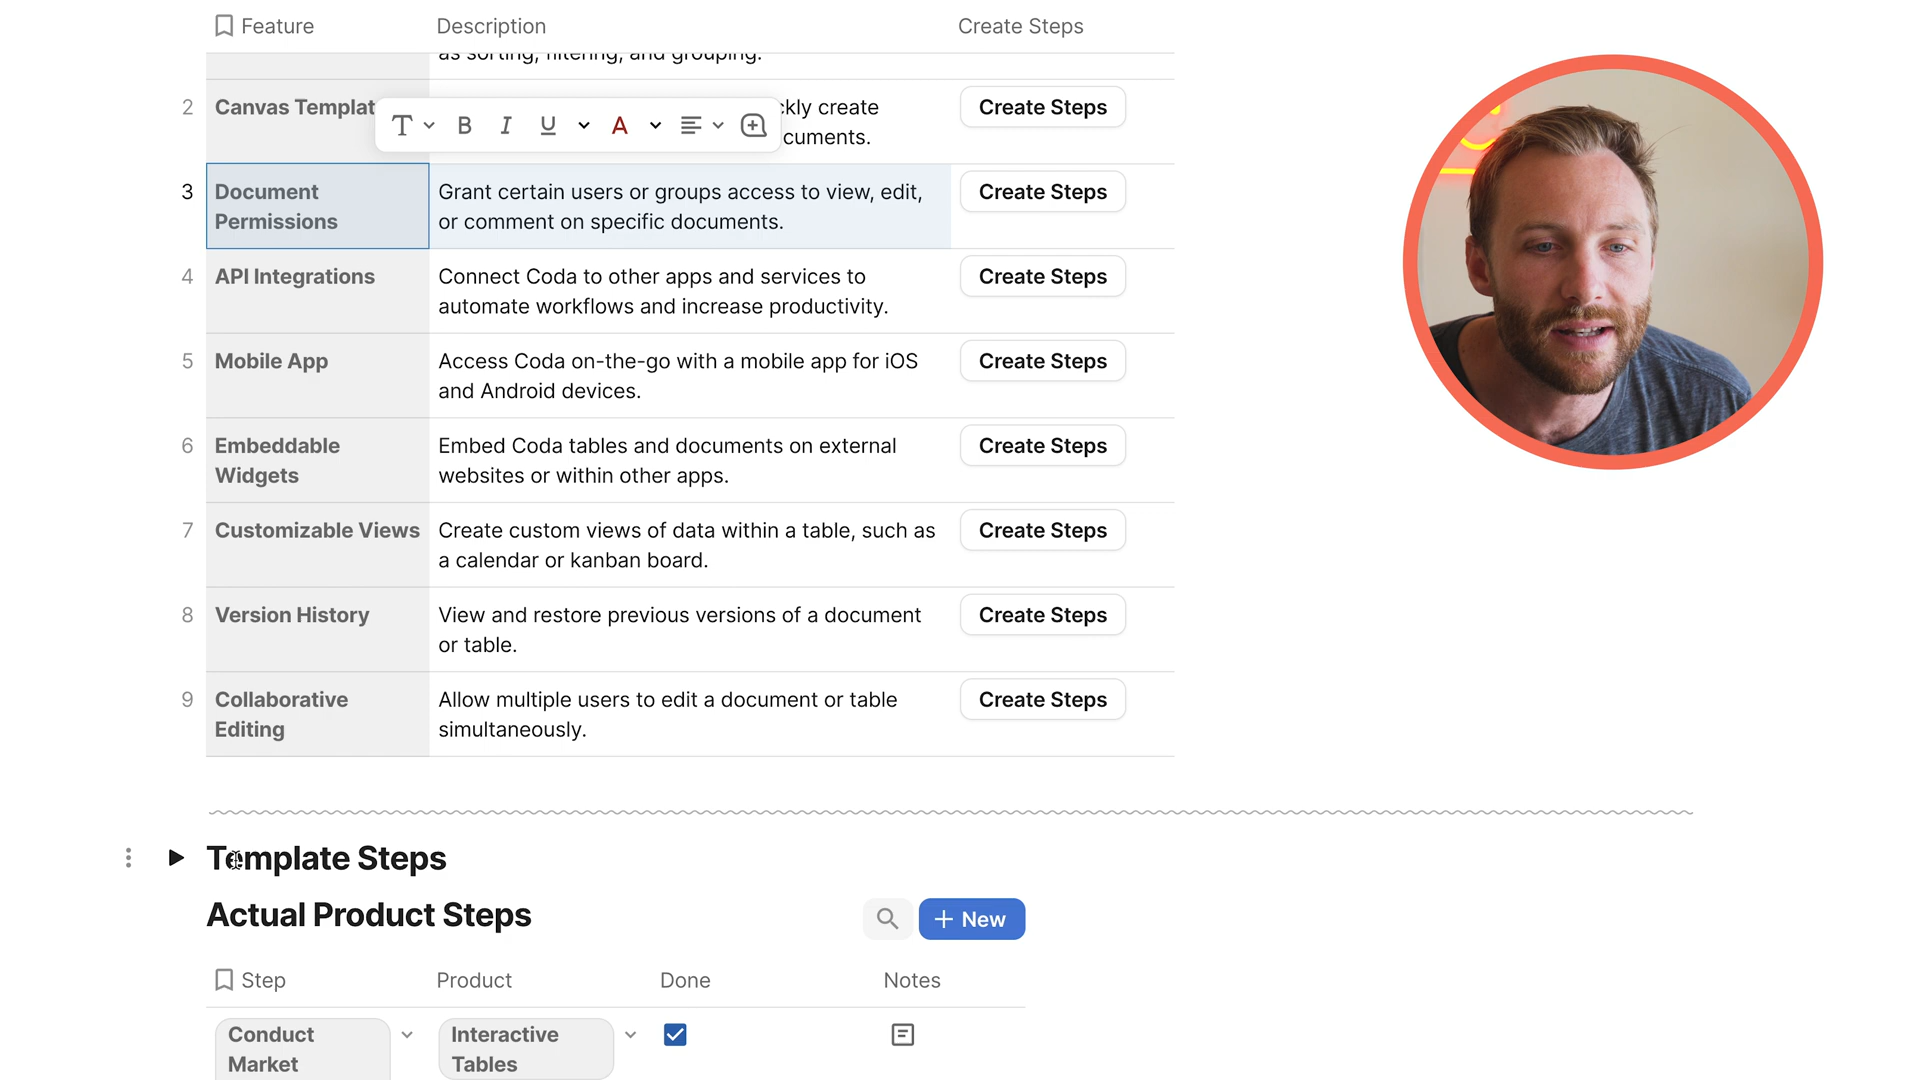 Feature Description Create Steps
as sorting, filtering, and grouping.
2 Canvas Templat ckly create Create Steps
cuments.
T B I U A
3 Document Grant certain users or groups access to view, edit, Create Steps
Permissions or comment on specific documents.
4 API Integrations Connect Coda to other apps and services to Create Steps
automate workflows and increase productivity.
5 Mobile App Access Coda on-the-go with a mobile app for iOS Create Steps
and Android devices.
6 Embeddable Embed Coda tables and documents on external Create Steps
Widgets websites or within other apps.
7 Customizable Views Create custom views of data within a table, such as Create Steps
a calendar or kanban board.
8 Version History View and restore previous versions of a document Create Steps
or table.
9 Collaborative Allow multiple users to edit a document or table Create Steps
Editing simultaneously.
Template Steps
Actual Product Steps + New
Step Product Done Notes
Conduct Interactive
Market Tables